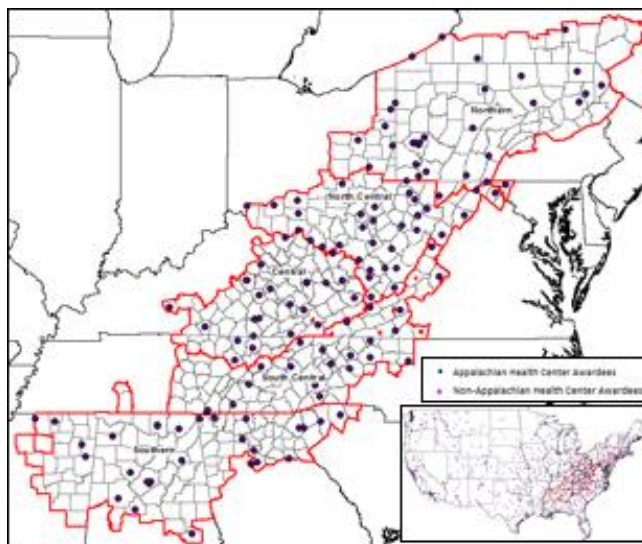 Northern
North Central
Central
South Central
Southern
Appalachian Health Center Awardees
Non-Appalachian Health Center Awardees